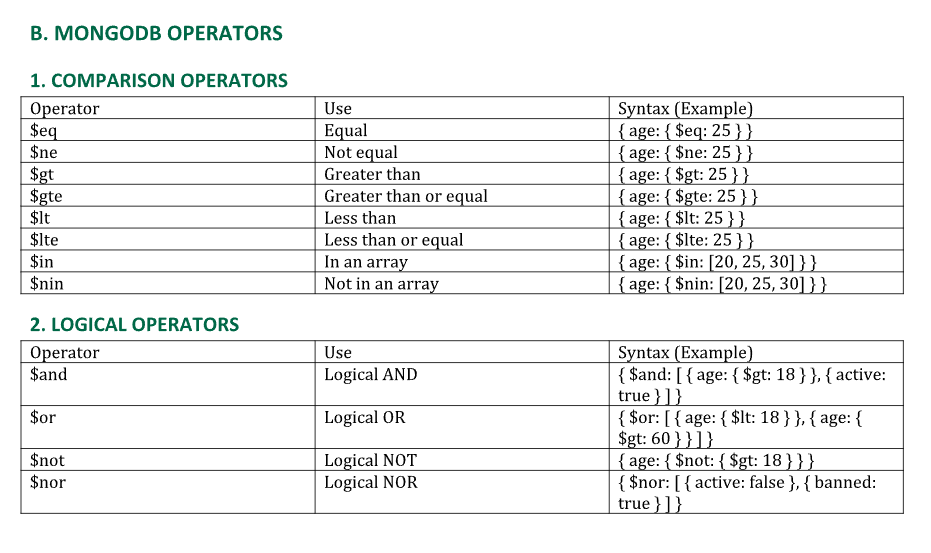 B. MONGODB OPERATORS
1. COMPARISON OPERATORS
Operator Use Syntax (Example)
$eq Equal { age: { $eq: 25 } }
$ne Not equal { age: { $ne: 25 } }
$gt Greater than { age: { $gt: 25 } }
$gte Greater than or equal { age: { $gte: 25 } }
$lt Less than { age: { $lt: 25 } }
$lte Less than or equal { age: { $lte: 25 } }
$in In an array { age: { $in: [20, 25, 30] } }
$nin Not in an array { age: { $nin: [20, 25, 30] } }
2. LOGICAL OPERATORS
Operator Use Syntax (Example)
$and Logical AND { $and: [ { age: { $gt: 18 } }, { active:
true } ] }
$or Logical OR { $or: [ { age: { $lt: 18 } }, { age: {
$gt: 60 } } ] }
$not Logical NOT { age: { $not: { $gt: 18 } } }
$nor Logical NOR { $nor: [ { active: false }, { banned:
true } ] }